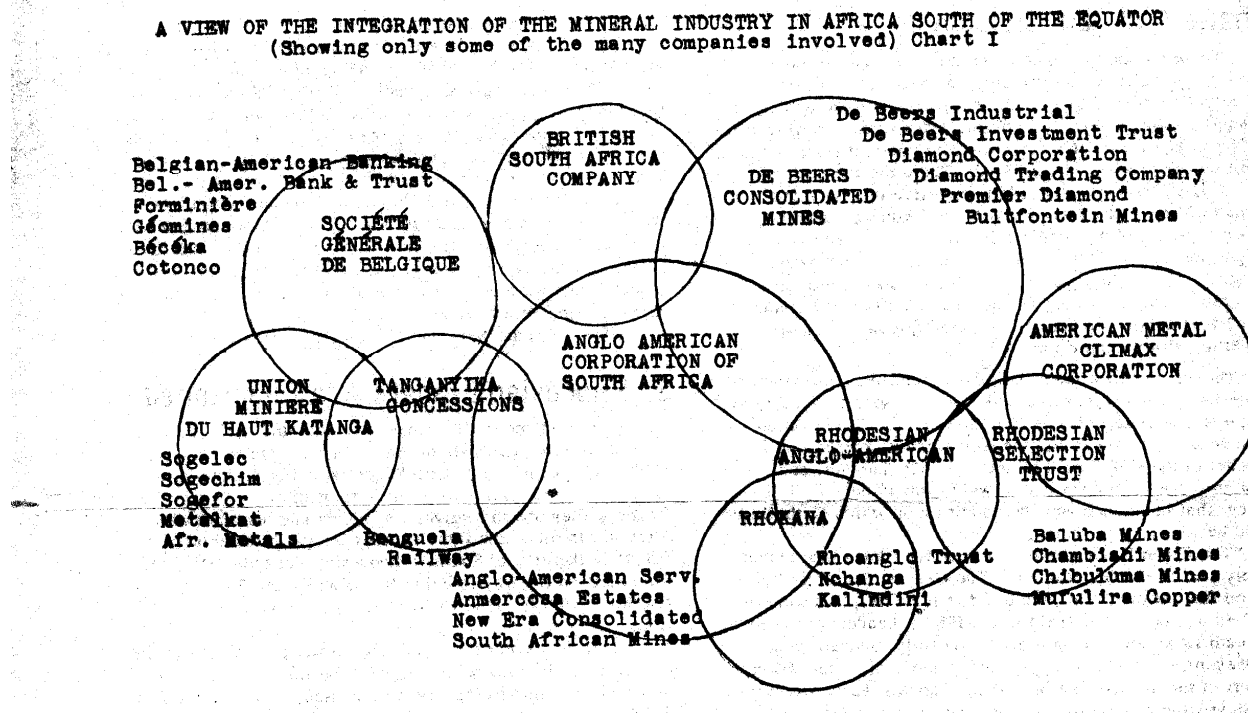 A VIEW OF THE INTEGRATION OF THE MINERAL INDUSTRY IN AFRICA SOUTH OF THE EQUATOR
(Showing only some of the many companies involved) Chart I
Belgian-American Banking
Bel.- Amer. Bank & Trust
Forminière
Géomines
Bécéka
Cotonco
SOCIÉTÉ
GÉNÉRALE
DE BELGIQUE
BRITISH
SOUTH AFRICA
COMPANY
DE BEERS
CONSOLIDATED
MINES
De Beers Industrial
De Beers Investment Trust
Diamond Corporation
Diamond Trading Company
Premier Diamond
Bultfontein Mines
UNION
MINIERE
DU HAUT KATANGA
TANGANYIKA
CONCESSIONS
ANGLO AMERICAN
CORPORATION OF
SOUTH AFRICA
AMERICAN METAL
CLIMAX
CORPORATION
RHODESIAN
ANGLO-AMERICAN
RHODESIAN
SELECTION
TRUST
Sogelec
Sogechim
Sogefor
Metalkat
Afr. Metals
Benguela
Railway
RHOKANA
Rhoanglo Trust
Nchanga
Kalindini
Baluba Mines
Chambishi Mines
Chibuluma Mines
Mufulira Copper
Anglo-American Serv.
Anmercosa Estates
New Era Consolidated
South African Mines